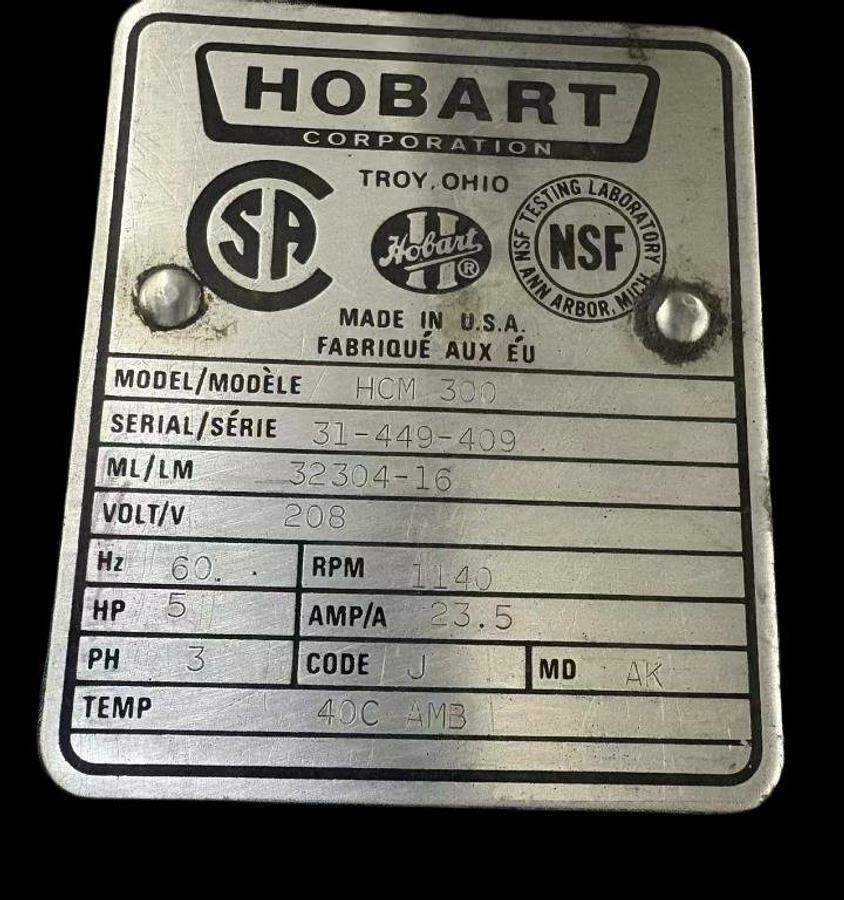 HOBART
CORPORATION
TROY, OHIO
CSA
Hobart ®
NSF TESTING LABORATORY
NSF
ANN ARBOR, MICH
MADE IN U.S.A.
FABRIQUÉ AUX ÉU
MODEL/MODÈLE HCM 300
SERIAL/SÉRIE 31-449-409
ML/LM 32304-16
VOLT/V 208
Hz 60 RPM 1140
HP 5 AMP/A 23.5
PH 3 CODE J MD AK
TEMP 40C AMB